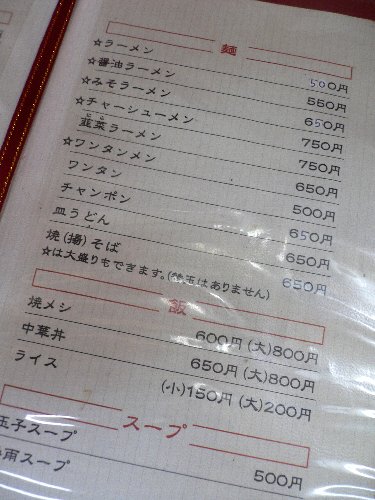 麺
☆ラーメン 500円
☆醤油ラーメン 550円
☆みそラーメン 650円
☆チャーシューメン 750円
韮菜ラーメン 750円
☆ワンタンメン 650円
ワンタン 500円
チャンポン 650円
皿うどん 650円
焼(揚)そば 650円
☆は大盛りもできます。(替玉はありません)
飯
焼メシ 600円(大)800円
中華丼 650円(大)800円
ライス (小)150円(大)200円
スープ
玉子スープ 500円
雨スープ